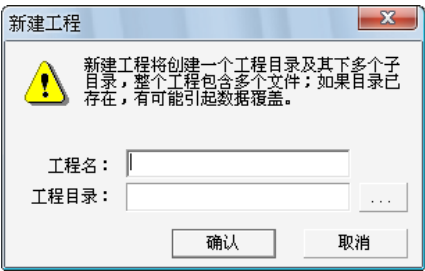 新建工程
新建工程将创建一个工程目录及其下多个子
目录，整个工程包含多个文件；如果目录已
存在，有可能引起数据覆盖。
工程名：
工程目录：
...
确认 取消